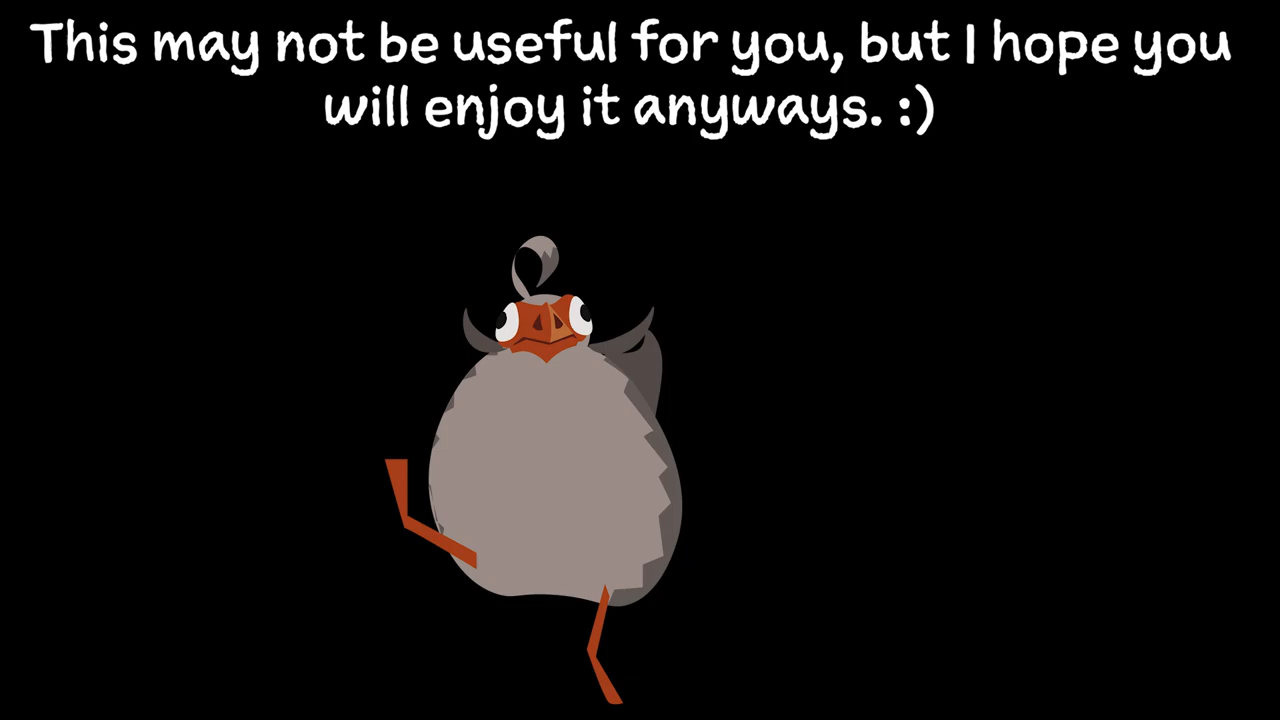 This may not be useful for you, but I hope you
will enjoy it anyways. :)